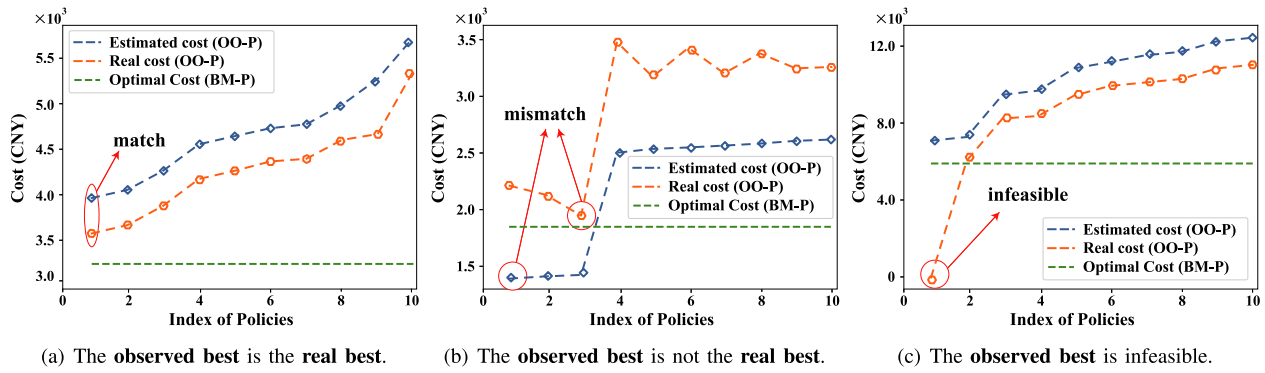 ×10³
Cost (CNY)
5.5
5.0
4.5
4.0
3.5
3.0
Estimated cost (OO-P)
Real cost (OO-P)
Optimal Cost (BM-P)
match
0 2 4 6 8 10
Index of Policies
(a) The observed best is the real best.
×10³
Cost (CNY)
3.5
3.0
2.5
2.0
1.5
mismatch
Estimated cost (OO-P)
Real cost (OO-P)
Optimal Cost (BM-P)
0 2 4 6 8 10
Index of Policies
(b) The observed best is not the real best.
×10³
Cost (CNY)
12.0
8.0
4.0
0
infeasible
Estimated cost (OO-P)
Real cost (OO-P)
Optimal Cost (BM-P)
0 2 4 6 8 10
Index of Policies
(c) The observed best is infeasible.